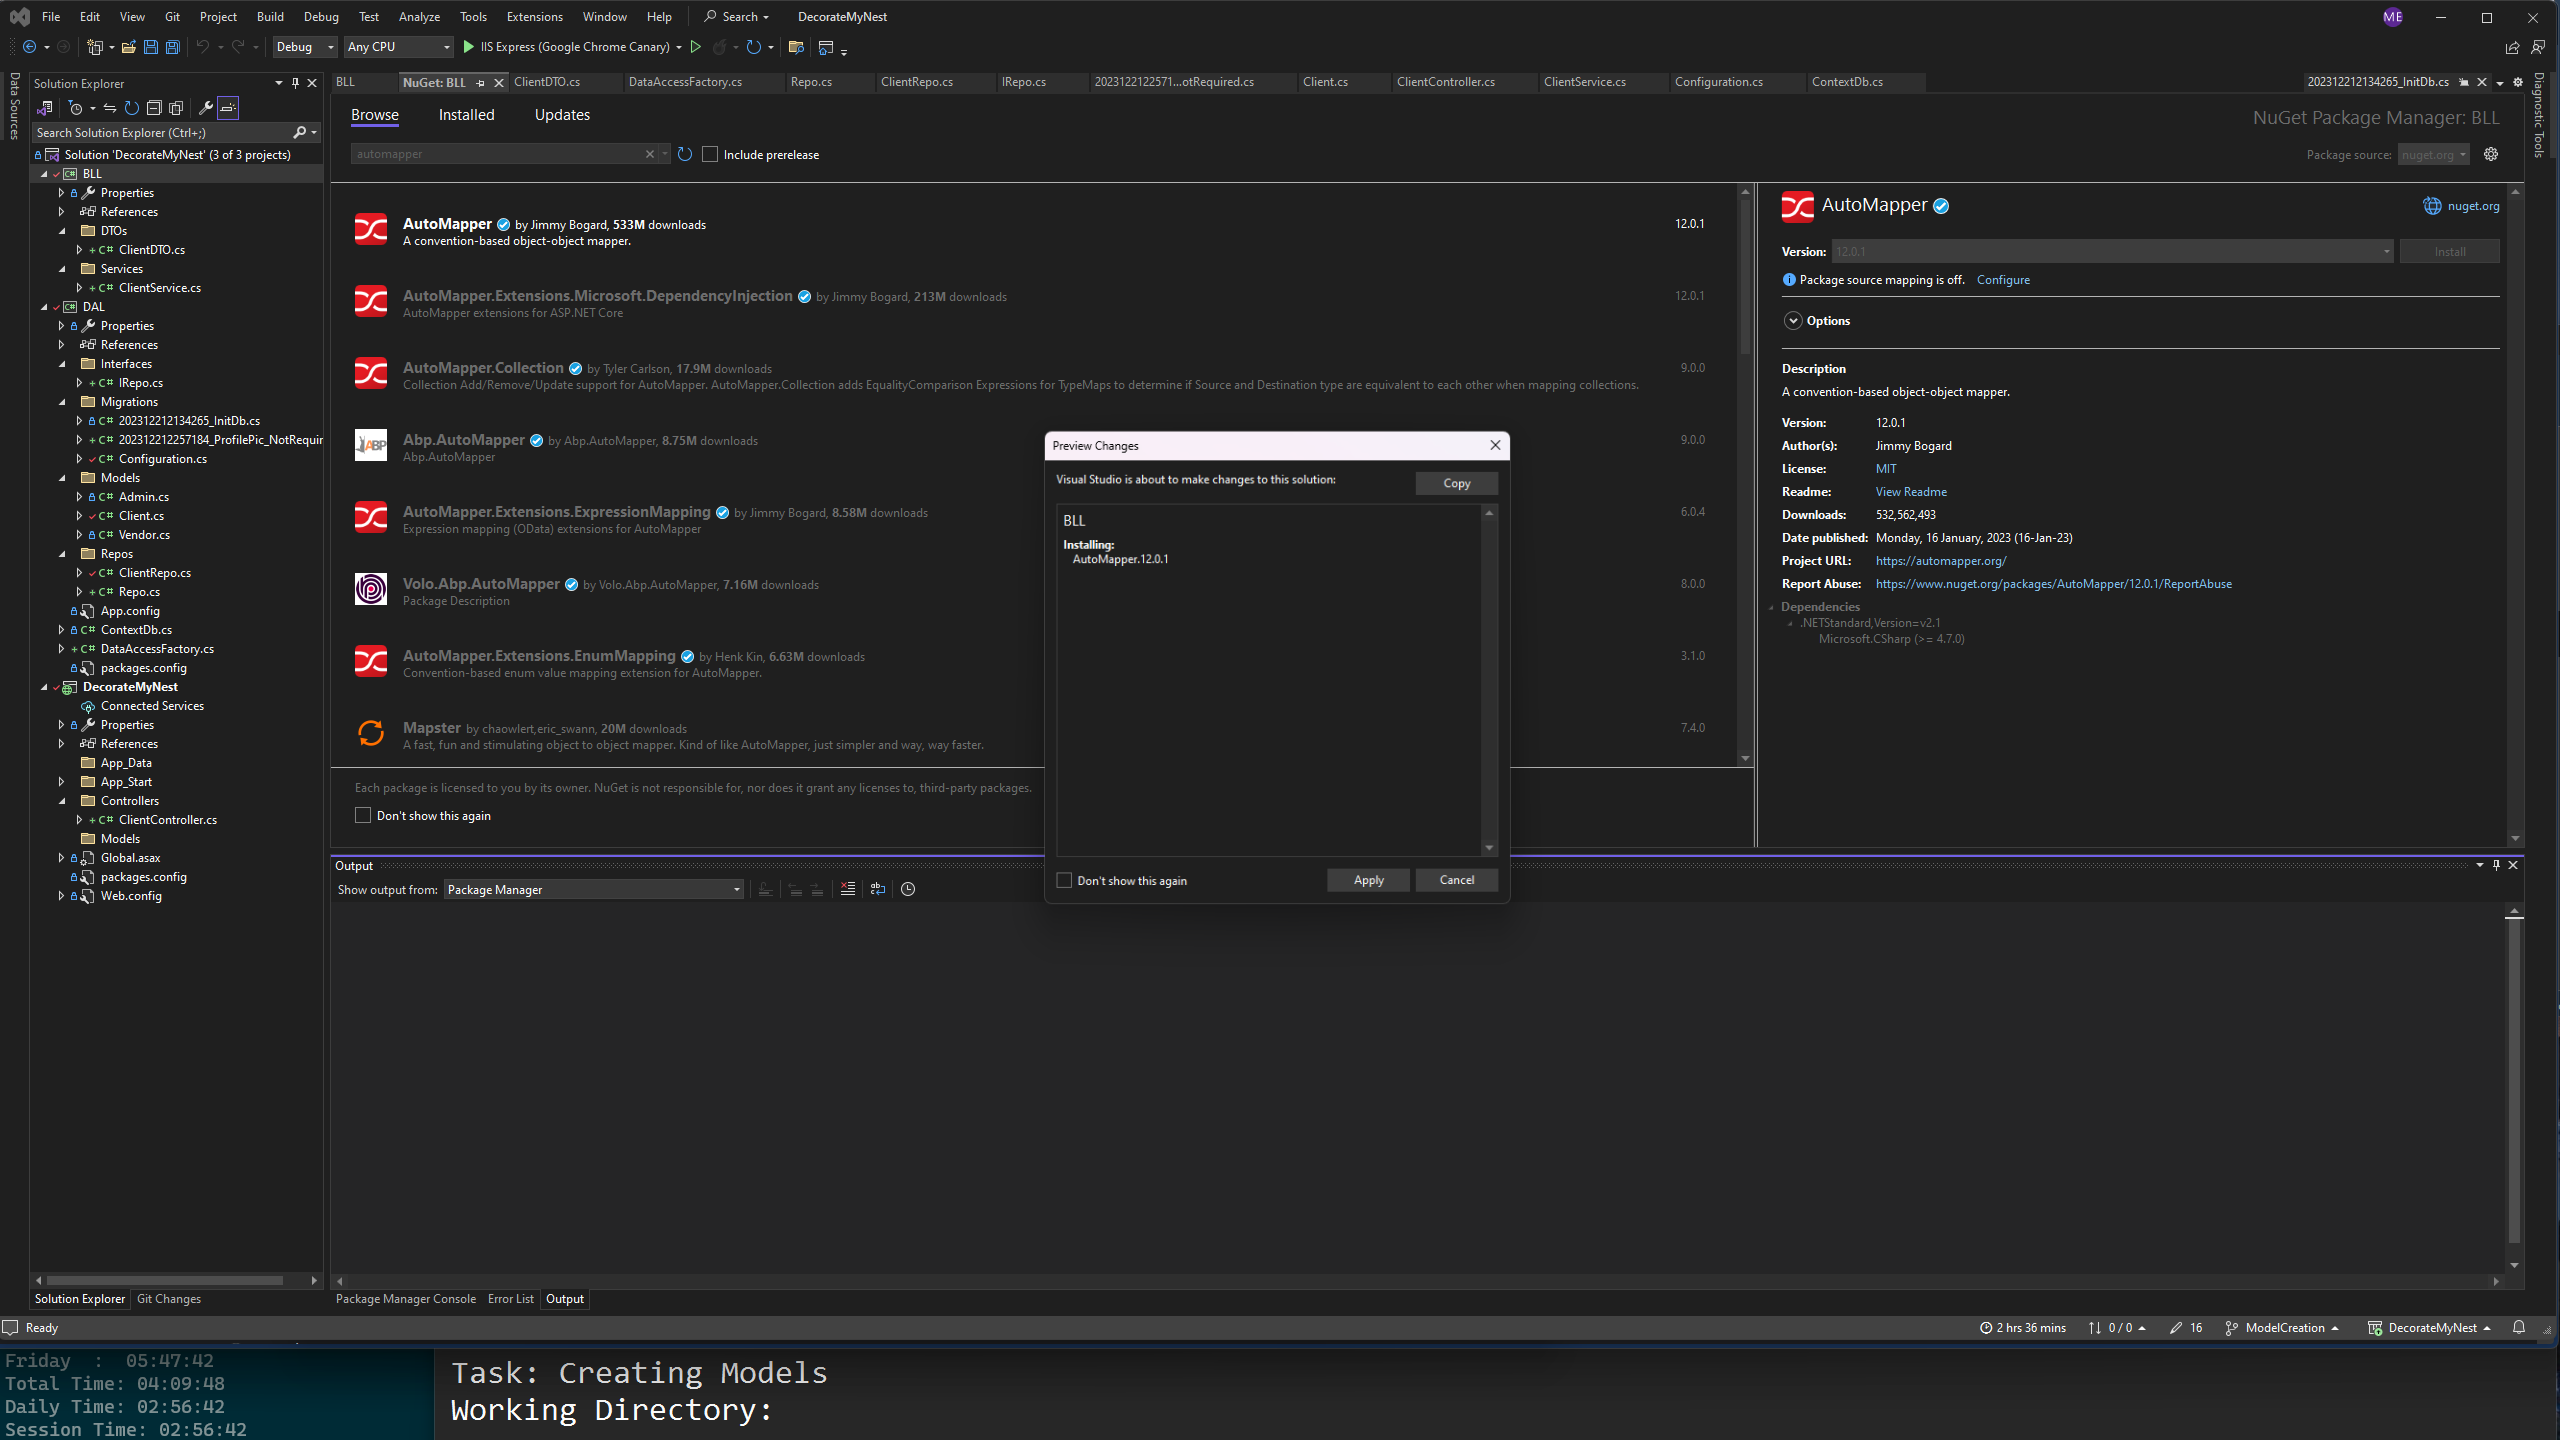 File Edit View Git Project Build Debug Test Analyze Tools Extensions Window Help Search DecorateMyNest ME
Debug Any CPU IIS Express (Google Chrome Canary)
Data Sources
Solution Explorer
Search Solution Explorer (Ctrl+;)
Solution 'DecorateMyNest' (3 of 3 projects)
BLL
Properties
References
DTOs
ClientDTO.cs
Services
ClientService.cs
DAL
Properties
References
Interfaces
IRepo.cs
Migrations
202312212134265_InitDb.cs
202312212257184_ProfilePic_NotRequir
Configuration.cs
Models
Admin.cs
Client.cs
Vendor.cs
Repos
ClientRepo.cs
Repo.cs
App.config
ContextDb.cs
DataAccessFactory.cs
packages.config
DecorateMyNest
Connected Services
Properties
References
App_Data
App_Start
Controllers
ClientController.cs
Models
Global.asax
packages.config
Web.config
Solution Explorer Git Changes
BLL NuGet: BLL ClientDTO.cs DataAccessFactory.cs Repo.cs ClientRepo.cs IRepo.cs 2023122122571...otRequired.cs Client.cs ClientController.cs ClientService.cs Configuration.cs ContextDb.cs 202312212134265_InitDb.cs
Diagnostic Tools
Browse Installed Updates
NuGet Package Manager: BLL
automapper
Include prerelease
Package source: nuget.org
AutoMapper by Jimmy Bogard, 533M downloads 12.0.1
A convention-based object-object mapper.
AutoMapper.Extensions.Microsoft.DependencyInjection by Jimmy Bogard, 213M downloads 12.0.1
AutoMapper extensions for ASP.NET Core
AutoMapper.Collection by Tyler Carlson, 17.9M downloads 9.0.0
Collection Add/Remove/Update support for AutoMapper. AutoMapper.Collection adds EqualityComparison Expressions for TypeMaps to determine if Source and Destination type are equivalent to each other when mapping collections.
ABP
Abp.AutoMapper by Abp.AutoMapper, 8.75M downloads 9.0.0
Abp.AutoMapper
AutoMapper.Extensions.ExpressionMapping by Jimmy Bogard, 8.58M downloads 6.0.4
Expression mapping (OData) extensions for AutoMapper
Volo.Abp.AutoMapper by Volo.Abp.AutoMapper, 7.16M downloads 8.0.0
Package Description
AutoMapper.Extensions.EnumMapping by Henk Kin, 6.63M downloads 3.1.0
Convention-based enum value mapping extension for AutoMapper.
Mapster by chaowlert,eric_swann, 20M downloads 7.4.0
A fast, fun and stimulating object to object mapper. Kind of like AutoMapper, just simpler and way, way faster.
Each package is licensed to you by its owner. NuGet is not responsible for, nor does it grant any licenses to, third-party packages.
Don't show this again
AutoMapper nuget.org
Version: 12.0.1 Install
Package source mapping is off. Configure
Options
Description
A convention-based object-object mapper.
Version: 12.0.1
Author(s): Jimmy Bogard
License: MIT
Readme: View Readme
Downloads: 532,562,493
Date published: Monday, 16 January, 2023 (16-Jan-23)
Project URL: https://automapper.org/
Report Abuse: https://www.nuget.org/packages/AutoMapper/12.0.1/ReportAbuse
Dependencies
.NETStandard,Version=v2.1
Microsoft.CSharp (>= 4.7.0)
Preview Changes
Visual Studio is about to make changes to this solution:
Copy
BLL
Installing:
AutoMapper.12.0.1
Don't show this again
Apply Cancel
Output
Show output from: Package Manager
Package Manager Console Error List Output
Ready 2 hrs 36 mins 0 / 0 16 ModelCreation DecorateMyNest
Friday : 05:47:42
Total Time: 04:09:48
Daily Time: 02:56:42
Session Time: 02:56:42
Task: Creating Models
Working Directory: